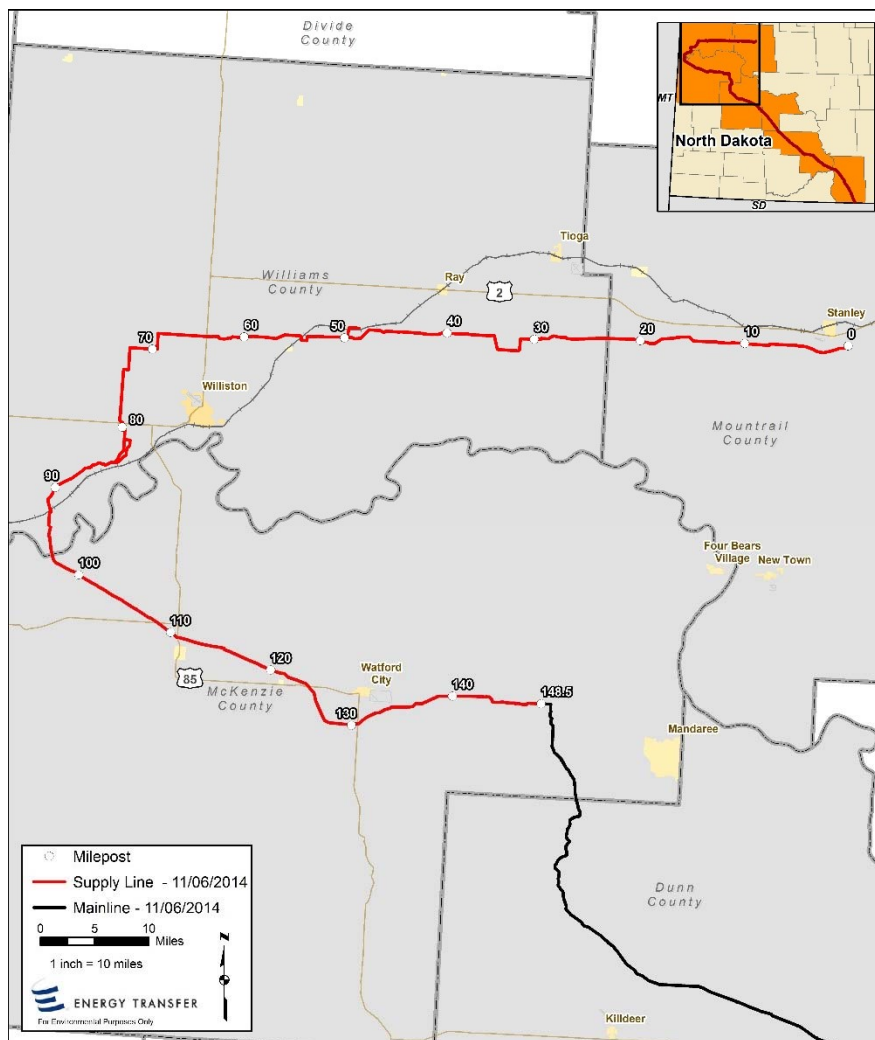 Divide
County
MT
North Dakota
SD
Tioga
Williams
County
Ray
2
Stanley
70
60
50
40
30
20
10
0
Williston
80
Mountrail
County
90
Four Bears
Village
New Town
100
110
120
Watford
City
85
McKenzie
County
140
148.5
130
Mandaree
Milepost
Supply Line - 11/06/2014
Mainline - 11/06/2014
0 5 10
Miles
N
1 inch = 10 miles
ENERGY TRANSFER
For Environmental Purposes Only
Dunn
County
Killdeer